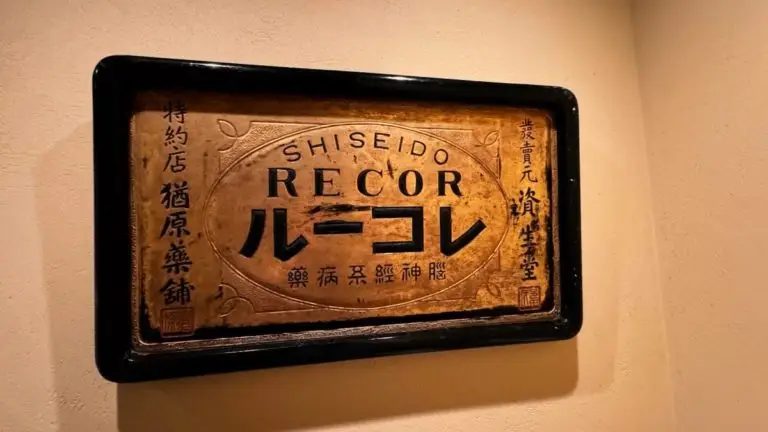 發賣元 資生堂
SHISEIDO
RECOR
レコール
腦神經系病藥
特約店 猶原藥舖